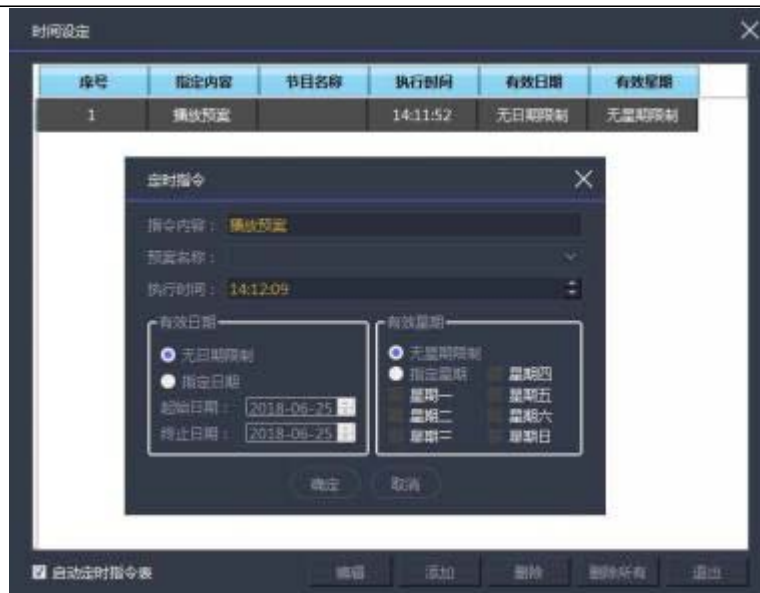 时间设定
序号 指定内容 节目名称 执行时间 有效日期 有效星期
1 播放预案 14:11:52 无日期限制 无星期限制
定时指令
指令内容： 播放预案
预案名称：
执行时间： 14:12:09
有效日期 有效星期
无日期限制 无星期限制
指定日期 指定星期 星期四
起始日期： 2018-06-25 星期一 星期五
星期二 星期六
终止日期： 2018-06-25 星期三 星期日
确定 取消
启动定时指令表 编辑 添加 删除 删除所有 退出